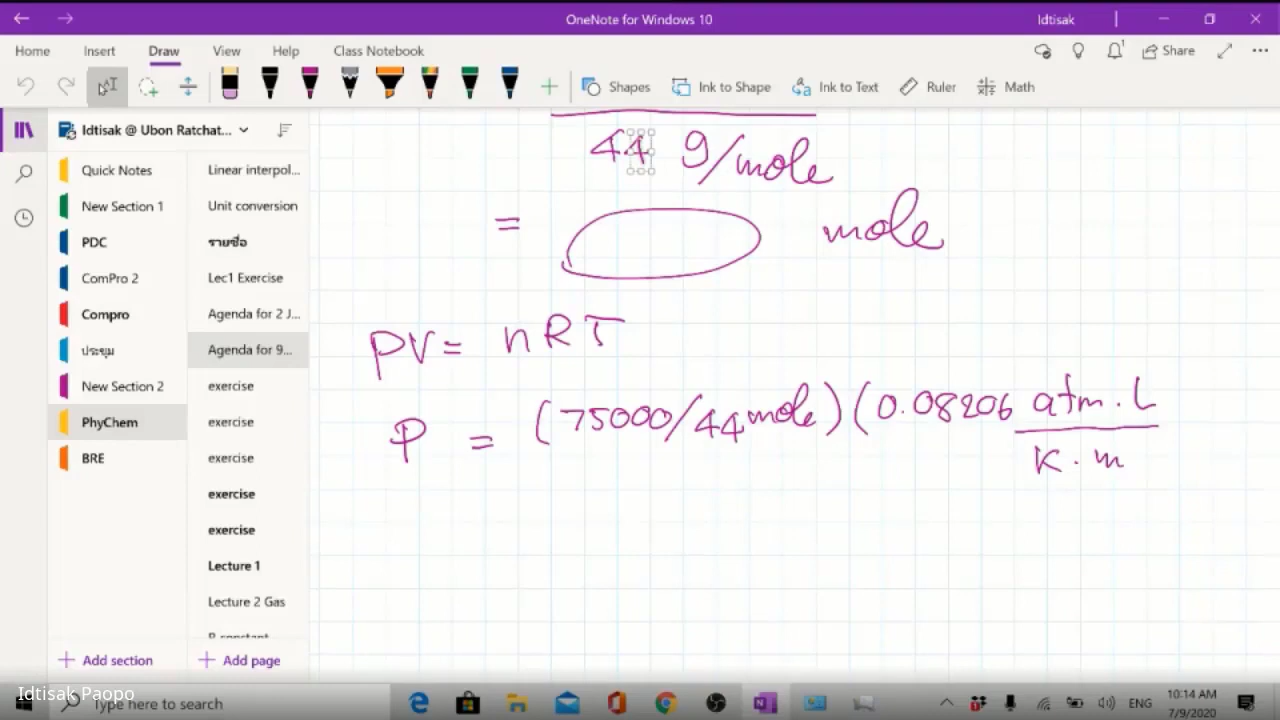 OneNote for Windows 10
Idtisak
Home Insert Draw View Help Class Notebook
1 Share
Shapes Ink to Shape Ink to Text Ruler Math
Idtisak @ Ubon Ratchat...
Quick Notes
New Section 1
PDC
ComPro 2
Compro
ประชุม
New Section 2
PhyChem
BRE
Add section
Linear interpol...
Unit conversion
รายชื่อ
Lec1 Exercise
Agenda for 2 J...
Agenda for 9...
exercise
exercise
exercise
exercise
exercise
Lecture 1
Lecture 2 Gas
R constant
Add page
44 g/mole
= mole
PV = nRT
P = (75000/44 mole)(0.08206 atm.L
K.m
Idtisak Paopo
Type here to search
ENG
10:14 AM
7/9/2020